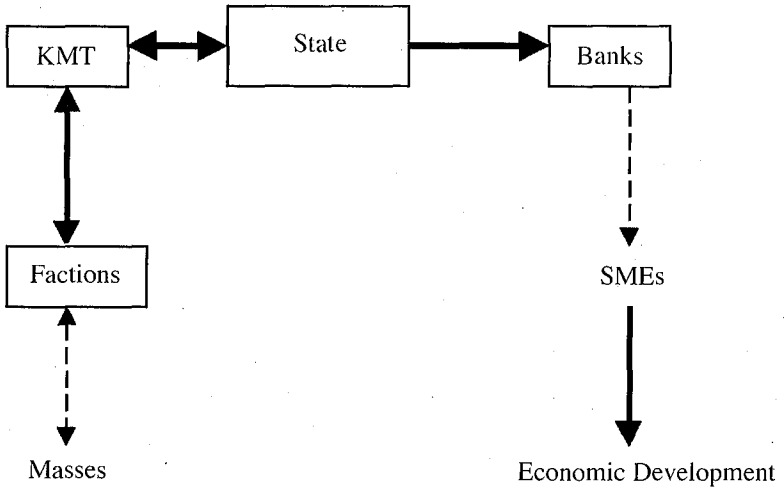 KMT
State
Banks
Factions
SMEs
Masses
Economic Development